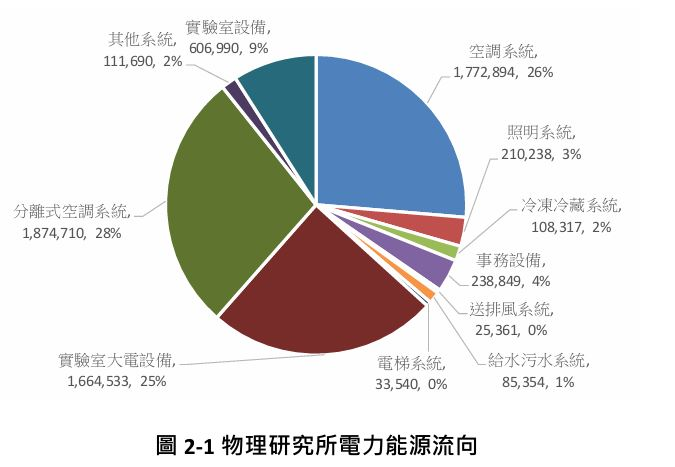 空調系統,
1,772,894, 26%
照明系統,
210,238, 3%
冷凍冷藏系統,
108,317, 2%
事務設備,
238,849, 4%
送排風系統,
25,361, 0%
給水污水系統,
85,354, 1%
電梯系統,
33,540, 0%
實驗室大電設備,
1,664,533, 25%
分離式空調系統,
1,874,710, 28%
其他系統,
111,690, 2%
實驗室設備,
606,990, 9%
圖 2-1 物理研究所電力能源流向